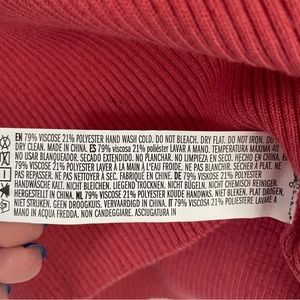 EN 79% VISCOSE 21% POLYESTER HAND WASH COLD. DO NOT BLEACH. DRY FLAT. DO NOT IRON. DO
DRY CLEAN. MADE IN CHINA. ES 79% viscosa 21% poliéster LAVAR A MANO. TEMPERATURA MAXIMA 40
NO USAR BLANQUEADOR. SECADO EXTENDIDO. NO PLANCHAR. NO LIMPIEZA EN SECO. HECHO EN CHINA.
79% VISCOSE 21% POLYESTER LAVER À LA MAIN À L'EAU FROIDE. NE PAS BLANCHIR. SÉCHER À PLAT. NE
PAS REPASSER. NE PAS NETTOYER À SEC. FABRIQUÉ EN CHINE. DE 79% VISKOSE 21% POLYESTER
HANDWÄSCHE KALT. NICHT BLEICHEN. LIEGEND TROCKNEN. NICHT BÜGELN. NICHT CHEMISCH REINIGEN.
HERGESTELLT IN CHINA. NL 79% VISCOSE 21% POLYESTER KOUDE HANDWAS. NIET BLEKEN. PLAT DROGEN.
NIET STRIJKEN. GEEN DROOGKUIS. VERVAARDIGD IN CHINA. IT 79% VISCOSA 21% POLIESTERE LAVARE A
MANO IN ACQUA FREDDA. NON CANDEGGIARE. ASCIUGATURA IN